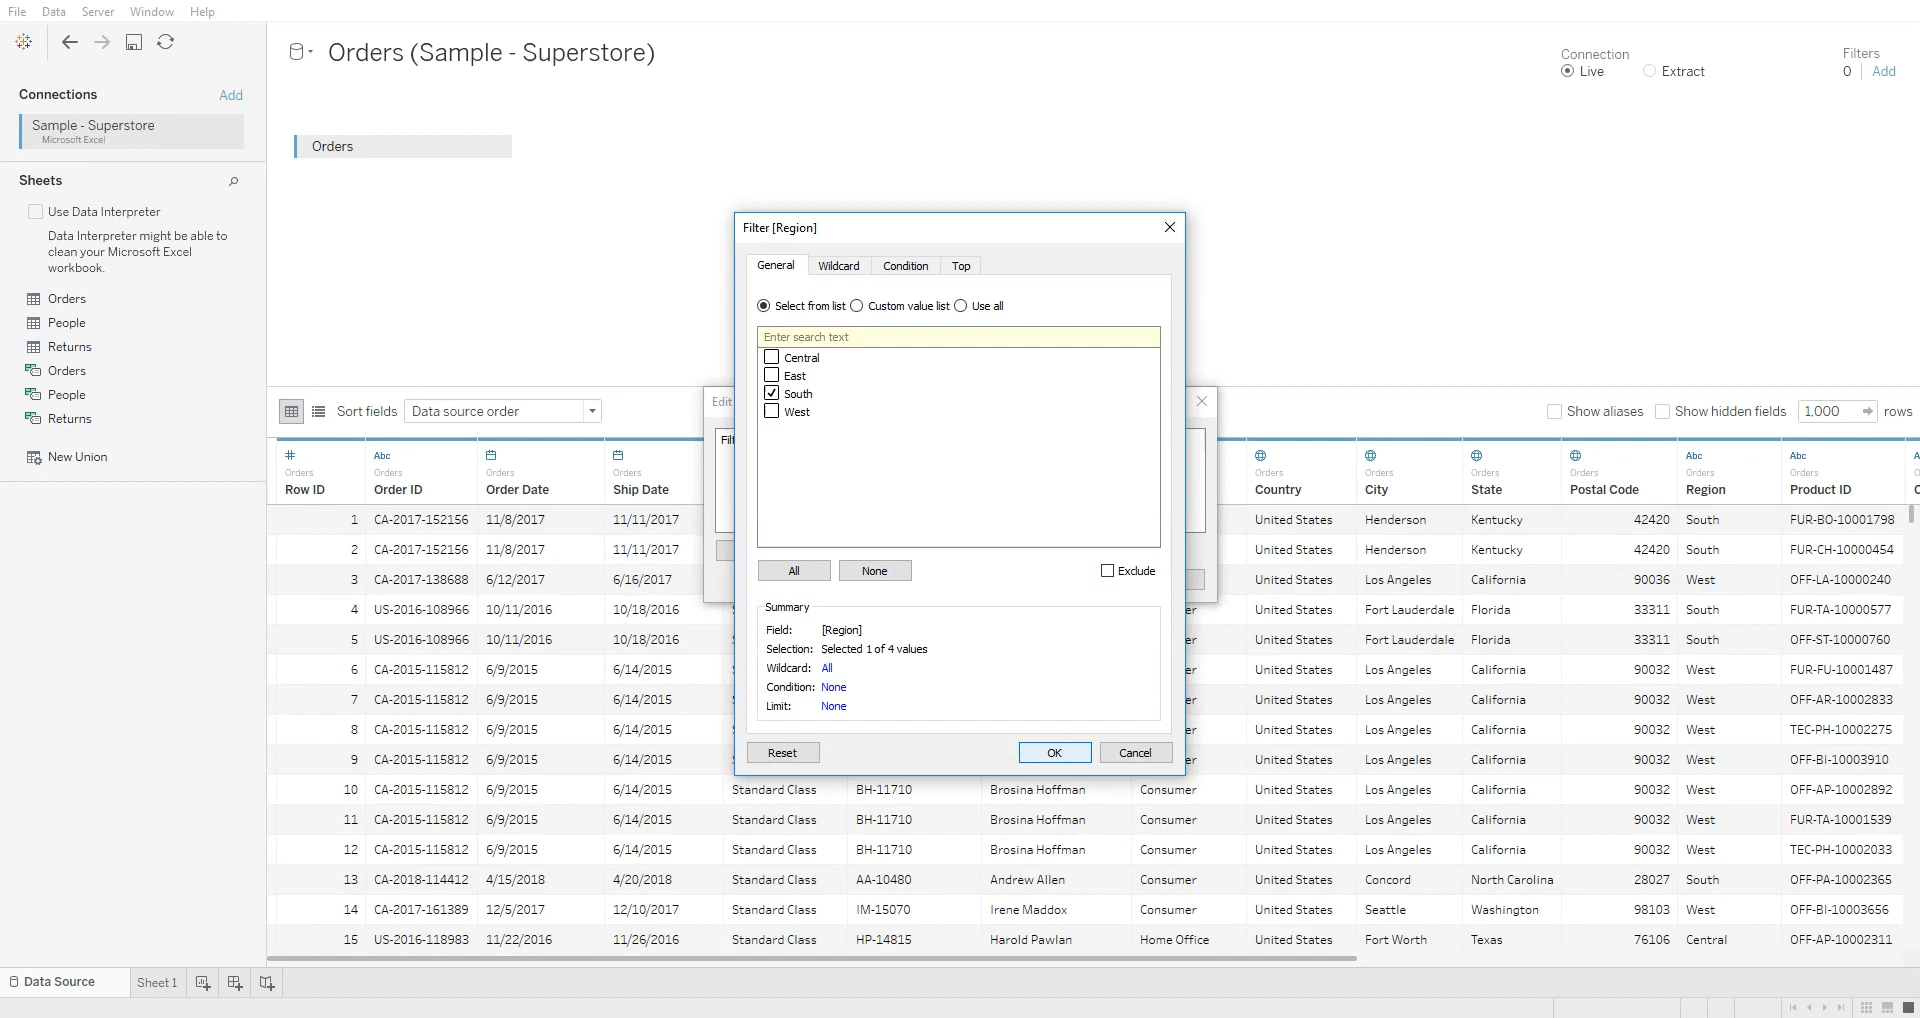 File Data Server Window Help
Orders (Sample - Superstore)
Connection
Live Extract
Filters
0 Add
Connections Add
Sample - Superstore
Microsoft Excel
Sheets
Use Data Interpreter
Data Interpreter might be able to
clean your Microsoft Excel
workbook.
Orders
People
Returns
Orders
People
Returns
New Union
Orders
Filter [Region]
General Wildcard Condition Top
Select from list Custom value list Use all
Enter search text
Central
East
South
West
All None Exclude
Summary
Field: [Region]
Selection: Selected 1 of 4 values
Wildcard: All
Condition: None
Limit: None
Reset OK Cancel
Edit
Sort fields Data source order Show aliases Show hidden fields 1,000 rows
# Abc Abc Abc
Orders Orders Orders Orders Orders Orders Orders Orders Orders Orders
Row ID Order ID Order Date Ship Date Country City State Postal Code Region Product ID
1 CA-2017-152156 11/8/2017 11/11/2017 United States Henderson Kentucky 42420 South FUR-BO-10001798
2 CA-2017-152156 11/8/2017 11/11/2017 United States Henderson Kentucky 42420 South FUR-CH-10000454
3 CA-2017-138688 6/12/2017 6/16/2017 United States Los Angeles California 90036 West OFF-LA-10000240
4 US-2016-108966 10/11/2016 10/18/2016 United States Fort Lauderdale Florida 33311 South FUR-TA-10000577
5 US-2016-108966 10/11/2016 10/18/2016 United States Fort Lauderdale Florida 33311 South OFF-ST-10000760
6 CA-2015-115812 6/9/2015 6/14/2015 United States Los Angeles California 90032 West FUR-FU-10001487
7 CA-2015-115812 6/9/2015 6/14/2015 United States Los Angeles California 90032 West OFF-AR-10002833
8 CA-2015-115812 6/9/2015 6/14/2015 United States Los Angeles California 90032 West TEC-PH-10002275
9 CA-2015-115812 6/9/2015 6/14/2015 United States Los Angeles California 90032 West OFF-BI-10003910
10 CA-2015-115812 6/9/2015 6/14/2015 Standard Class BH-11710 Brosina Hoffman Consumer United States Los Angeles California 90032 West OFF-AP-10002892
11 CA-2015-115812 6/9/2015 6/14/2015 Standard Class BH-11710 Brosina Hoffman Consumer United States Los Angeles California 90032 West FUR-TA-10001539
12 CA-2015-115812 6/9/2015 6/14/2015 Standard Class BH-11710 Brosina Hoffman Consumer United States Los Angeles California 90032 West TEC-PH-10002033
13 CA-2018-114412 4/15/2018 4/20/2018 Standard Class AA-10480 Andrew Allen Consumer United States Concord North Carolina 28027 South OFF-PA-10002365
14 CA-2017-161389 12/5/2017 12/10/2017 Standard Class IM-15070 Irene Maddox Consumer United States Seattle Washington 98103 West OFF-BI-10003656
15 US-2016-118983 11/22/2016 11/26/2016 Standard Class HP-14815 Harold Pawlan Home Office United States Fort Worth Texas 76106 Central OFF-AP-10002311
Data Source Sheet 1